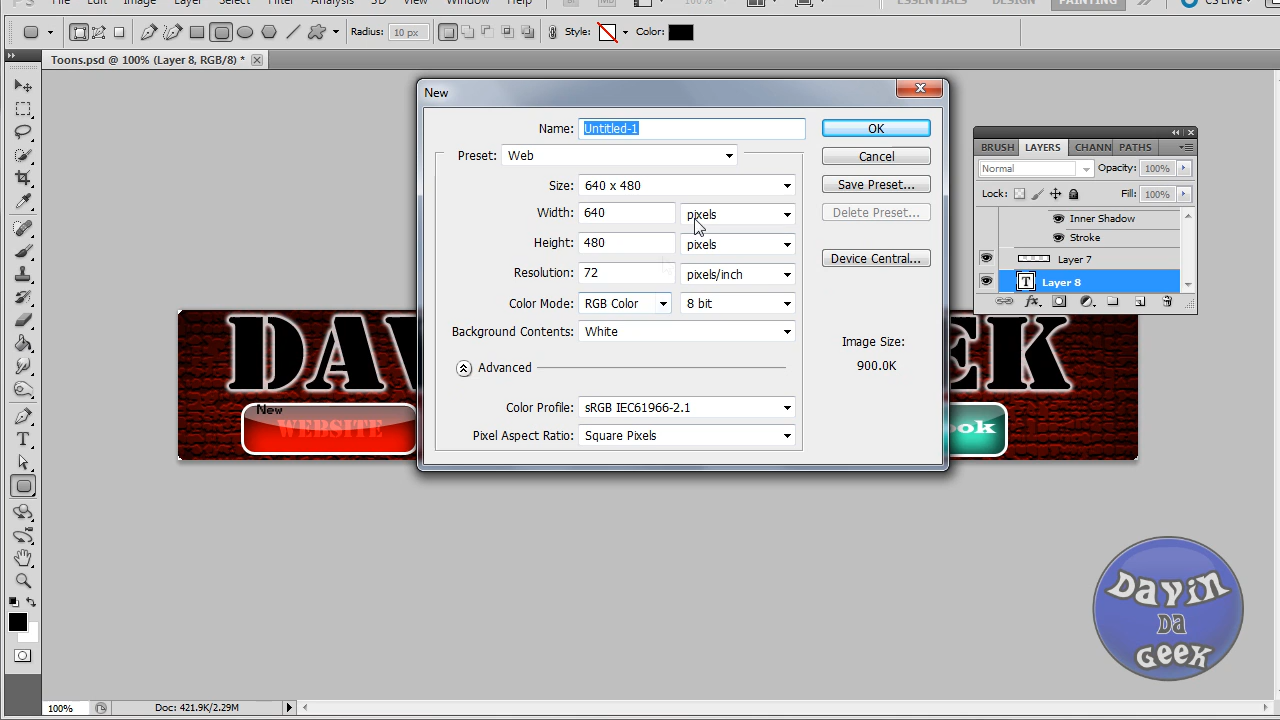 File Edit Image Layer Select Filter Analysis 3D View Window Help 100% ESSENTIALS DESIGN PAINTING CS Live
Radius: 10 px Style: Color:
Toons.psd @ 100% (Layer 8, RGB/8) *
New
Name: Untitled-1 OK
Preset: Web Cancel
Size: 640 x 480 Save Preset...
Width: 640 pixels Delete Preset...
Height: 480 pixels
Resolution: 72 pixels/inch Device Central...
Color Mode: RGB Color 8 bit
Background Contents: White
Image Size:
900.0K
Advanced
Color Profile: sRGB IEC61966-2.1
Pixel Aspect Ratio: Square Pixels
BRUSH LAYERS CHANN PATHS
Normal Opacity: 100%
Lock: Fill: 100%
Inner Shadow
Stroke
Layer 7
T Layer 8
DAV EK
New
WEBSITE ook
Davin
Da
Geek
100% Doc: 421.9K/2.29M